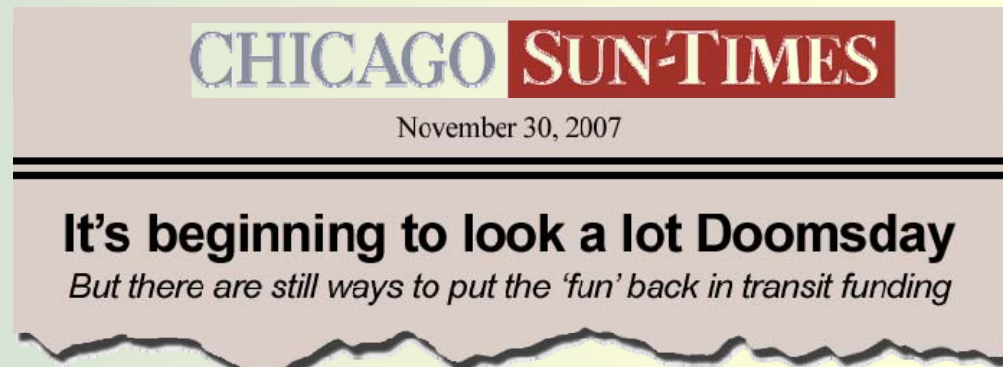 CHICAGO SUN-TIMES
November 30, 2007
It's beginning to look a lot Doomsday
But there are still ways to put the 'fun' back in transit funding